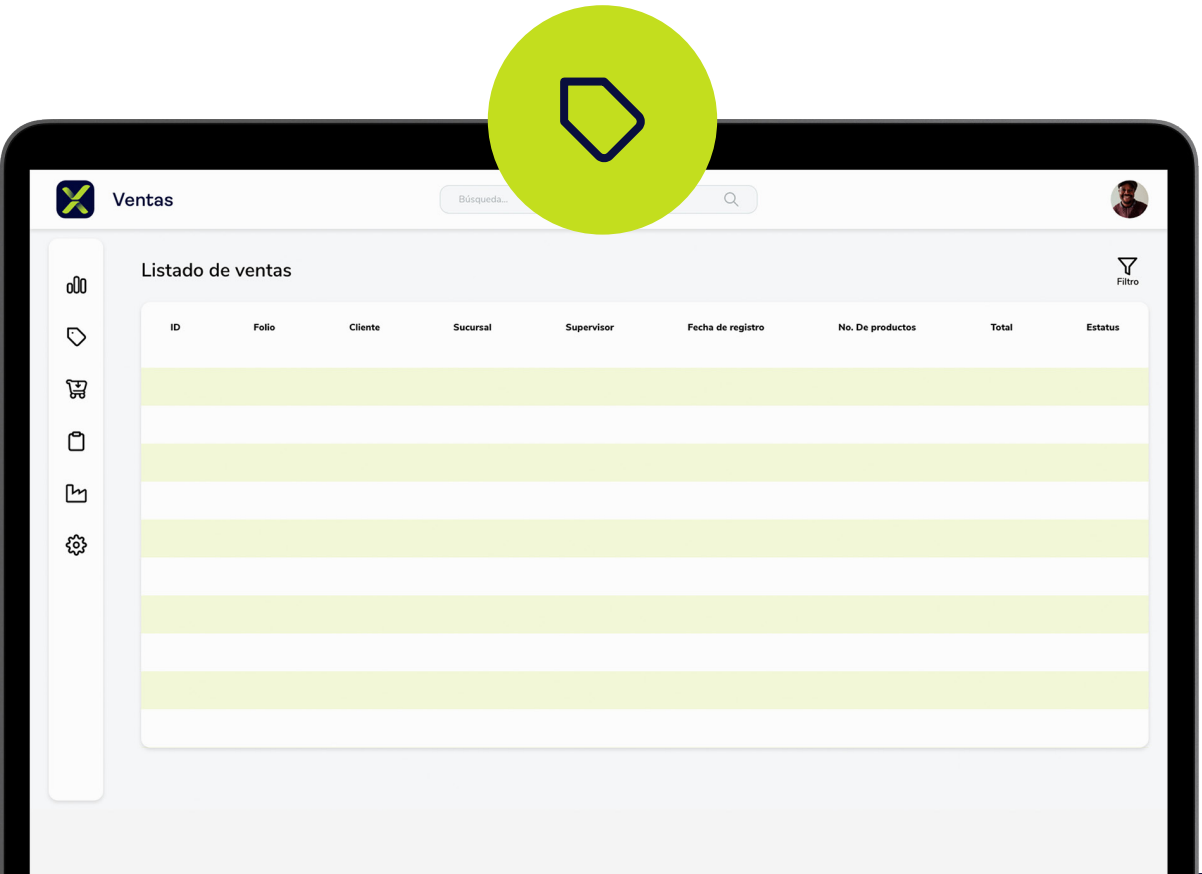 Ventas
Búsqueda...
Listado de ventas
Filtro
ID Folio Cliente Sucursal Supervisor Fecha de registro No. De productos Total Estatus